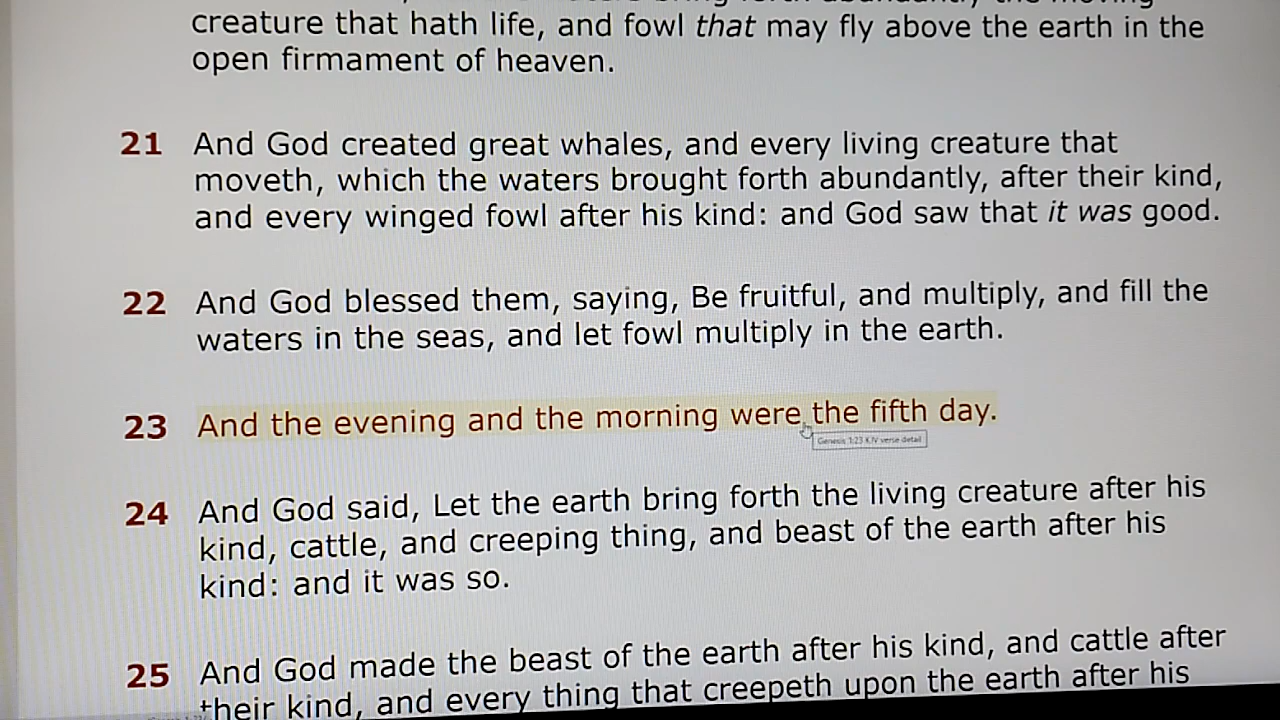 creature that hath life, and fowl that may fly above the earth in the
open firmament of heaven.
21 And God created great whales, and every living creature that
moveth, which the waters brought forth abundantly, after their kind,
and every winged fowl after his kind: and God saw that it was good.
22 And God blessed them, saying, Be fruitful, and multiply, and fill the
waters in the seas, and let fowl multiply in the earth.
23 And the evening and the morning were the fifth day.
Genesis 1:23 KJV verse detail
24 And God said, Let the earth bring forth the living creature after his
kind, cattle, and creeping thing, and beast of the earth after his
kind: and it was so.
25 And God made the beast of the earth after his kind, and cattle after
their kind, and every thing that creepeth upon the earth after his